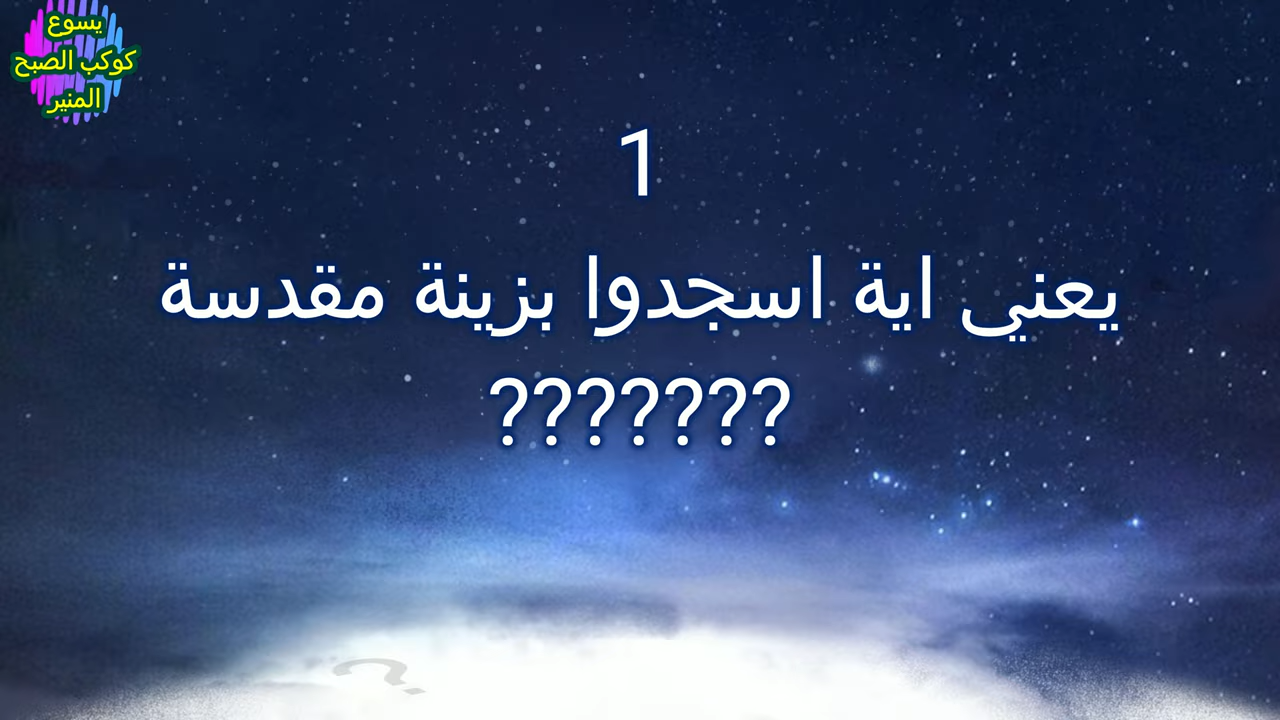 يسوع
كوكب الصبح
المنير
1
يعني اية اسجدوا بزينة مقدسة
???????
?